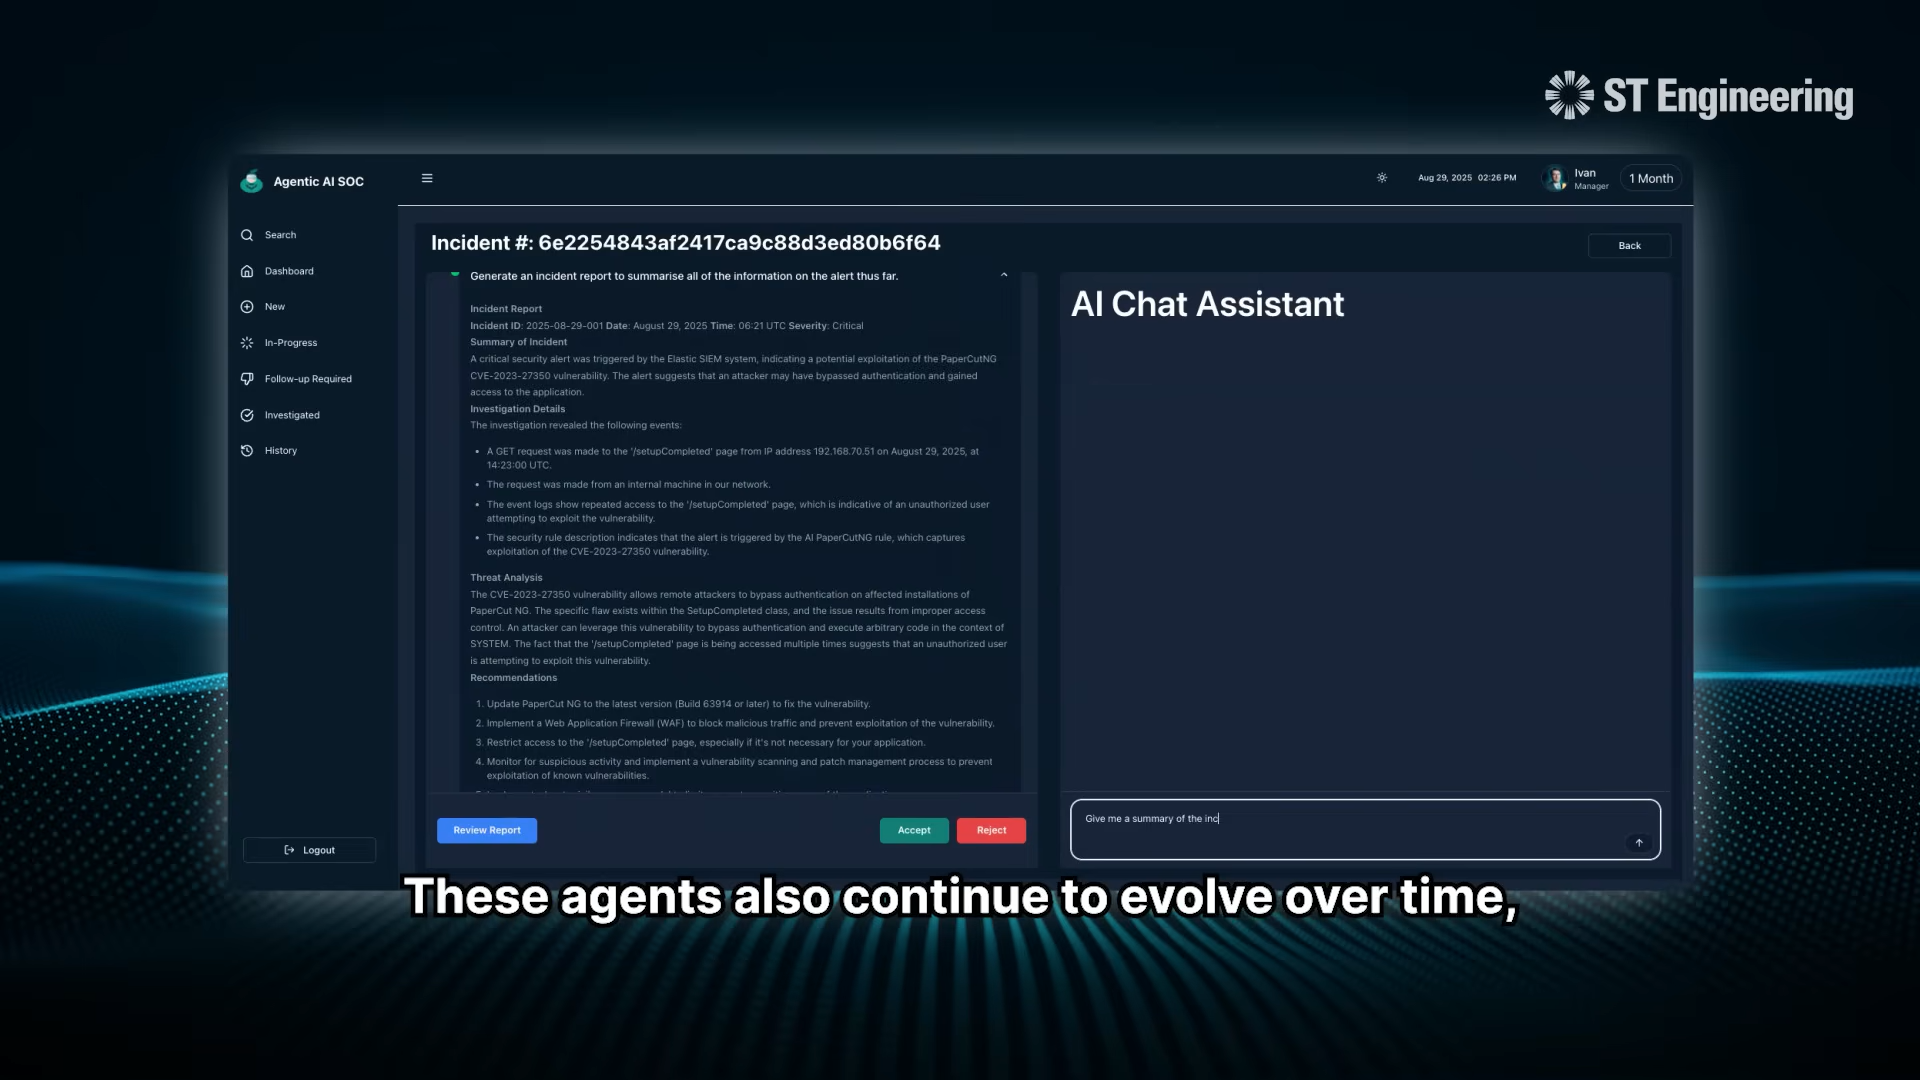 ST Engineering
Agentic AI SOC
Aug 29, 2025 02:26 PM
Ivan
Manager
1 Month
Search
Dashboard
New
In-Progress
Follow-up Required
Investigated
History
Logout
Incident #: 6e2254843af2417ca9c88d3ed80b6f64
Back
Generate an incident report to summarise all of the information on the alert thus far.
Incident Report
Incident ID: 2025-08-29-001 Date: August 29, 2025 Time: 06:21 UTC Severity: Critical
Summary of Incident
A critical security alert was triggered by the Elastic SIEM system, indicating a potential exploitation of the PaperCutNG
CVE-2023-27350 vulnerability. The alert suggests that an attacker may have bypassed authentication and gained
access to the application.
Investigation Details
The investigation revealed the following events:
• A GET request was made to the '/setupCompleted' page from IP address 192.168.70.51 on August 29, 2025, at
14:23:00 UTC.
• The request was made from an internal machine in our network.
• The event logs show repeated access to the '/setupCompleted' page, which is indicative of an unauthorized user
attempting to exploit the vulnerability.
• The security rule description indicates that the alert is triggered by the AI PaperCutNG rule, which captures
exploitation of the CVE-2023-27350 vulnerability.
Threat Analysis
The CVE-2023-27350 vulnerability allows remote attackers to bypass authentication on affected installations of
PaperCut NG. The specific flaw exists within the SetupCompleted class, and the issue results from improper access
control. An attacker can leverage this vulnerability to bypass authentication and execute arbitrary code in the context of
SYSTEM. The fact that the '/setupCompleted' page is being accessed multiple times suggests that an unauthorized user
is attempting to exploit this vulnerability.
Recommendations
1. Update PaperCut NG to the latest version (Build 63914 or later) to fix the vulnerability.
2. Implement a Web Application Firewall (WAF) to block malicious traffic and prevent exploitation of the vulnerability.
3. Restrict access to the '/setupCompleted' page, especially if it's not necessary for your application.
4. Monitor for suspicious activity and implement a vulnerability scanning and patch management process to prevent
exploitation of known vulnerabilities.
Review Report
Accept
Reject
AI Chat Assistant
Give me a summary of the inc
These agents also continue to evolve over time,